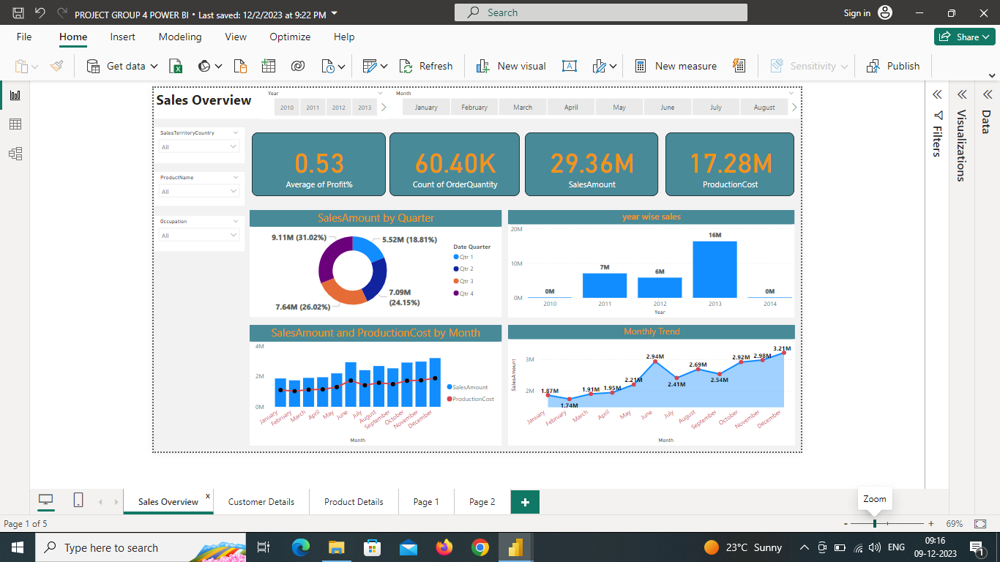 PROJECT GROUP 4 POWER BI • Last saved: 12/2/2023 at 9:22 PM
Search
Sign in
File Home Insert Modeling View Optimize Help
Share
Get data
Refresh
New visual
New measure
Sensitivity
Publish
Sales Overview
Year
2010 2011 2012 2013
Month
January February March April May June July August
SalesTerritoryCountry
All
ProductName
All
Occupation
All
0.53
Average of Profit%
60.40K
Count of OrderQuantity
29.36M
SalesAmount
17.28M
ProductionCost
SalesAmount by Quarter
9.11M (31.02%)
5.52M (18.81%)
7.09M
(24.15%)
7.64M (26.02%)
Date Quarter
Qtr 1
Qtr 2
Qtr 3
Qtr 4
year wise sales
20M
10M
0M
0M
7M
6M
16M
0M
2010 2011 2012 2013 2014
Year
SalesAmount and ProductionCost by Month
4M
2M
0M
January February March April May June July August September October November December
Month
SalesAmount
ProductionCost
Monthly Trend
SalesAmount
3M
2M
1.87M
1.74M
1.91M
1.95M
2.21M
2.94M
2.41M
2.69M
2.54M
2.92M
2.98M
3.21M
January February March April May June July August September October November December
Month
Filters
Visualizations
Data
Sales Overview x
Customer Details
Product Details
Page 1
Page 2
+
Zoom
Page 1 of 5
- + 69%
Type here to search
23°C Sunny
ENG
09:16
09-12-2023
1